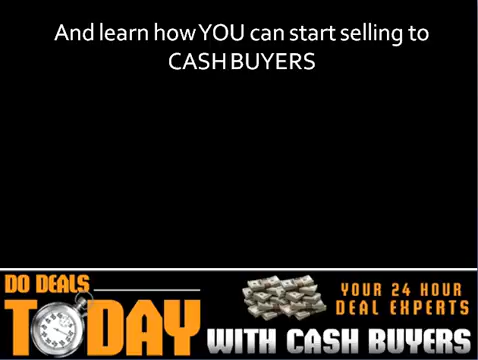 And learn how YOU can start selling to
CASH BUYERS
DO DEALS
TODAY
YOUR 24 HOUR
DEAL EXPERTS
WITH CASH BUYERS